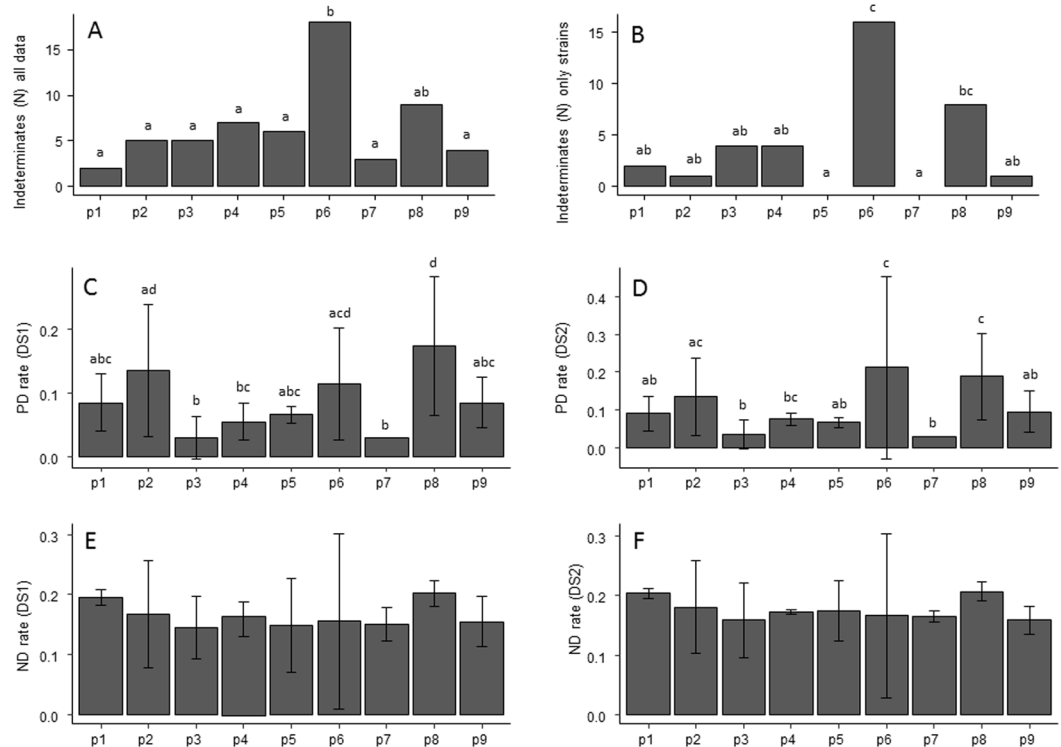 A
Indeterminates (N) all data
15
10
5
0
a a a a a b a ab a
p1 p2 p3 p4 p5 p6 p7 p8 p9
B
Indeterminates (N) only strains
15
10
5
0
ab ab ab ab a c a bc ab
p1 p2 p3 p4 p5 p6 p7 p8 p9
C
PD rate (DS1)
0.2
0.1
0.0
abc ad b bc abc acd b d abc
p1 p2 p3 p4 p5 p6 p7 p8 p9
D
PD rate (DS2)
0.4
0.3
0.2
0.1
0.0
ab ac b bc ab c b c ab
p1 p2 p3 p4 p5 p6 p7 p8 p9
E
ND rate (DS1)
0.3
0.2
0.1
0.0
p1 p2 p3 p4 p5 p6 p7 p8 p9
F
ND rate (DS2)
0.3
0.2
0.1
0.0
p1 p2 p3 p4 p5 p6 p7 p8 p9